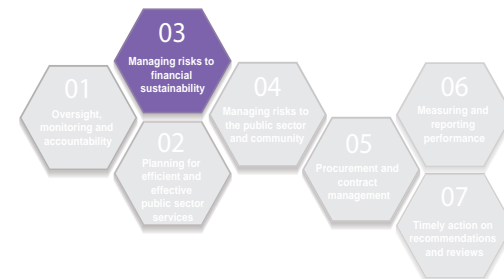 01
Oversight,
monitoring and
accountability
02
Planning for
efficient and
effective
public sector
services
03
Managing risks to
financial
sustainability
04
Managing risks to
the public sector
and community
05
Procurement and
contract
management
06
Measuring and
reporting
performance
07
Timely action on
recommendations
and reviews